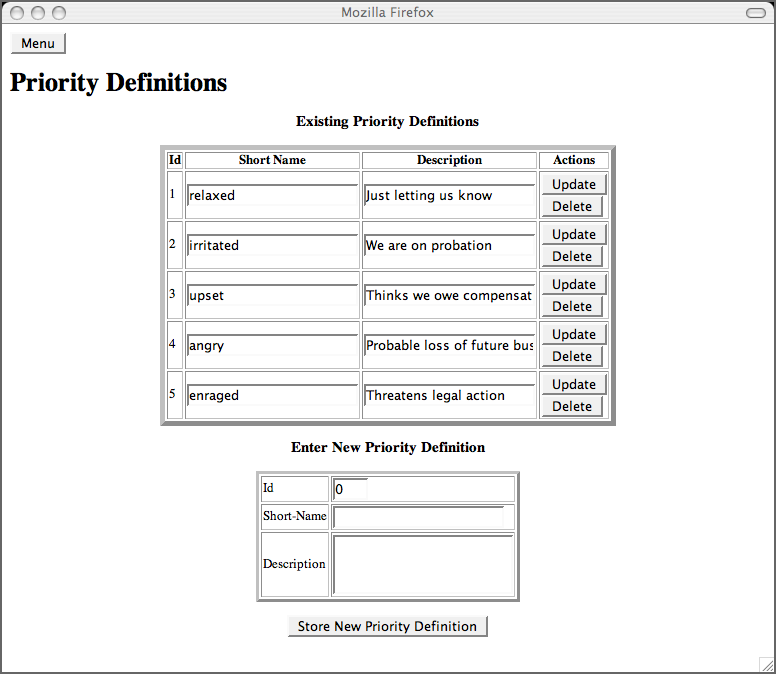 Mozilla Firefox
Menu
Priority Definitions
Existing Priority Definitions
Id Short Name Description Actions
1 relaxed Just letting us know Update
Delete
2 irritated We are on probation Update
Delete
3 upset Thinks we owe compensat Update
Delete
4 angry Probable loss of future bus Update
Delete
5 enraged Threatens legal action Update
Delete
Enter New Priority Definition
Id 0
Short-Name
Description
Store New Priority Definition